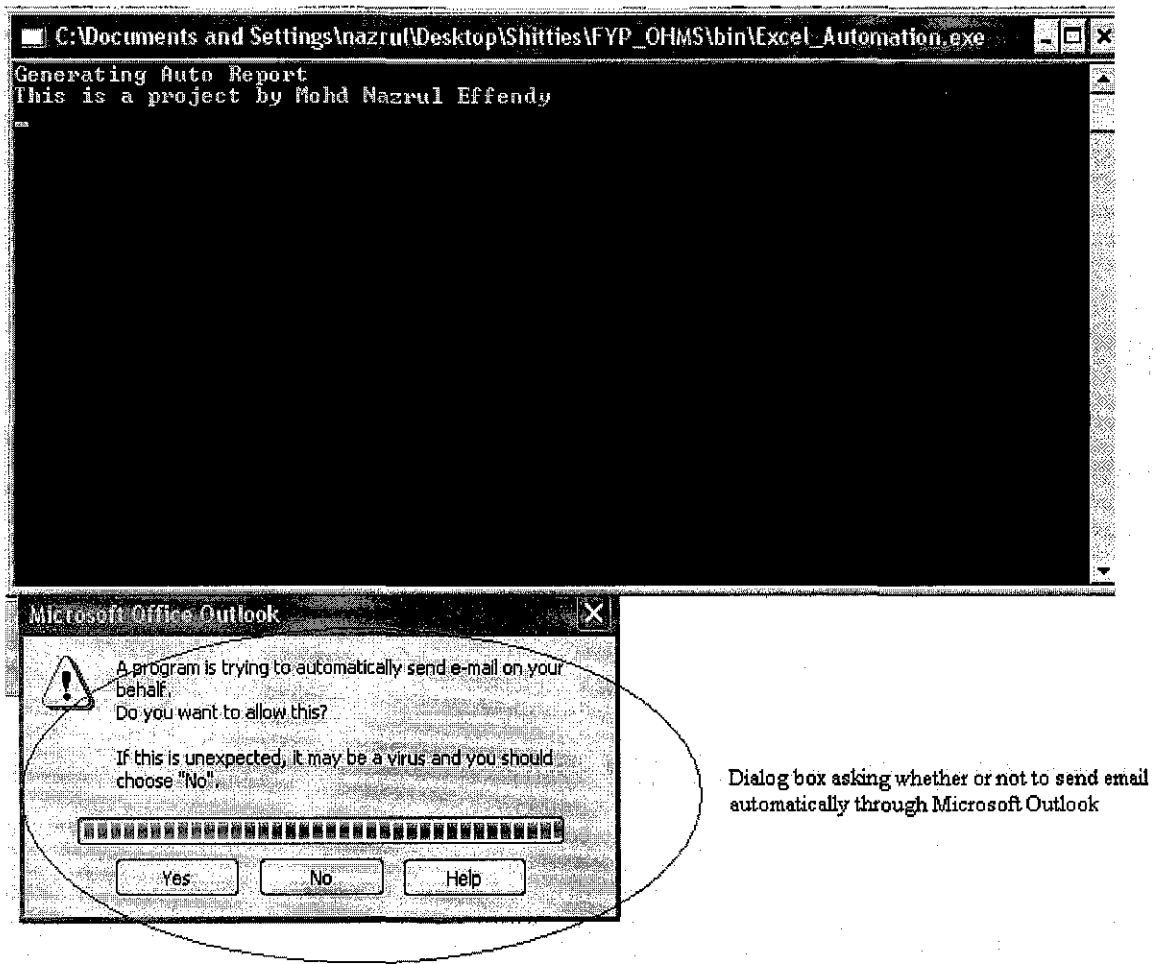 C:\Documents and Settings\nazrul\Desktop\Shitties\FYP_OHMS\bin\Excel_Automation.exe
Generating Auto Report
This is a project by Mohd Nazrul Effendy
Microsoft Office Outlook
A program is trying to automatically send e-mail on your
behalf.
Do you want to allow this?
If this is unexpected, it may be a virus and you should
choose "No".
Yes No Help
Dialog box asking whether or not to send email
automatically through Microsoft Outlook